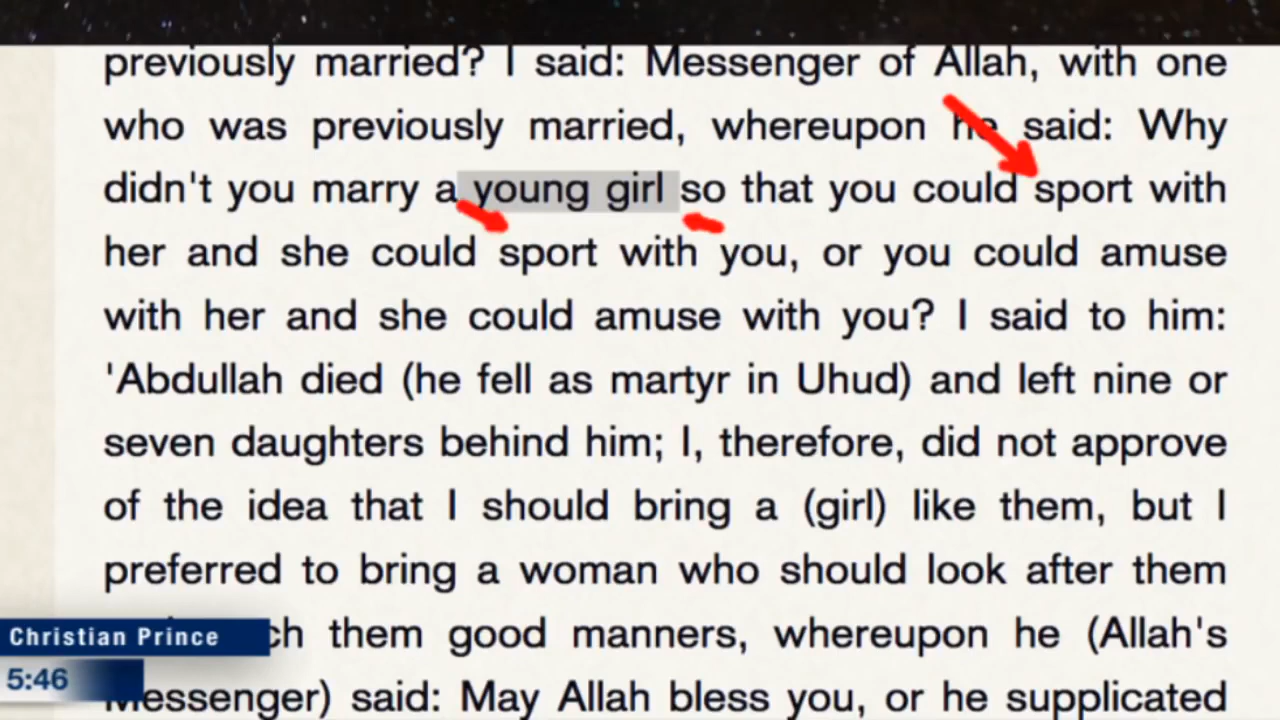 previously married? I said: Messenger of Allah, with one
who was previously married, whereupon he said: Why
didn't you marry a young girl so that you could sport with
her and she could sport with you, or you could amuse
with her and she could amuse with you? I said to him:
'Abdullah died (he fell as martyr in Uhud) and left nine or
seven daughters behind him; I, therefore, did not approve
of the idea that I should bring a (girl) like them, but I
preferred to bring a woman who should look after them
them good manners, whereupon he (Allah's
Messenger) said: May Allah bless you, or he supplicated
Christian Prince
5:46